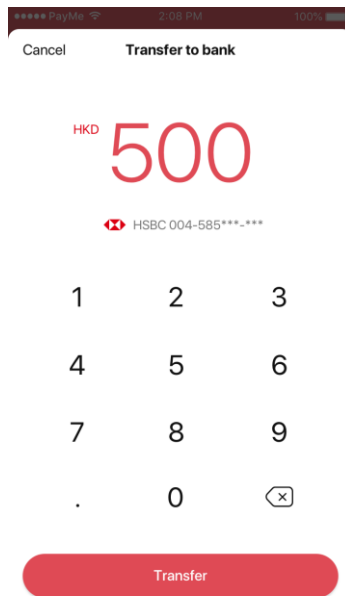 PayMe 2:08 PM 100%
Cancel Transfer to bank
HKD 500
HSBC 004-585***-***
1 2 3
4 5 6
7 8 9
. 0
Transfer